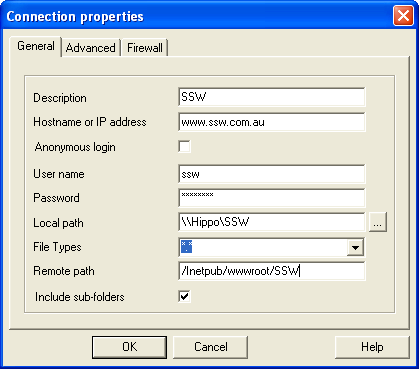 Connection properties
General Advanced Firewall
Description SSW
Hostname or IP address www.ssw.com.au
Anonymous login
User name ssw
Password ********
Local path \\Hippo\SSW ...
File Types *.*
Remote path /Inetpub/wwwroot/SSW
Include sub-folders
OK Cancel Help